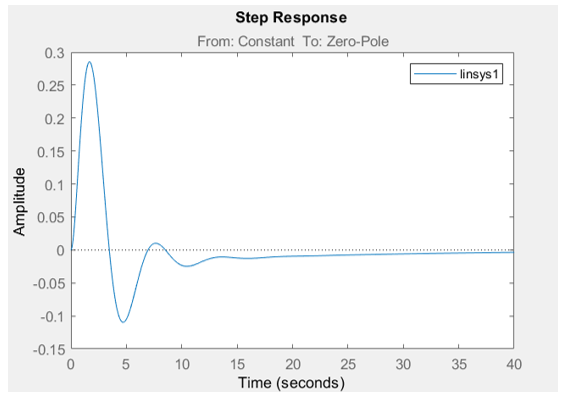 Step Response
From: Constant To: Zero-Pole
linsys1
Amplitude
0.3
0.25
0.2
0.15
0.1
0.05
0
-0.05
-0.1
-0.15
0 5 10 15 20 25 30 35 40
Time (seconds)